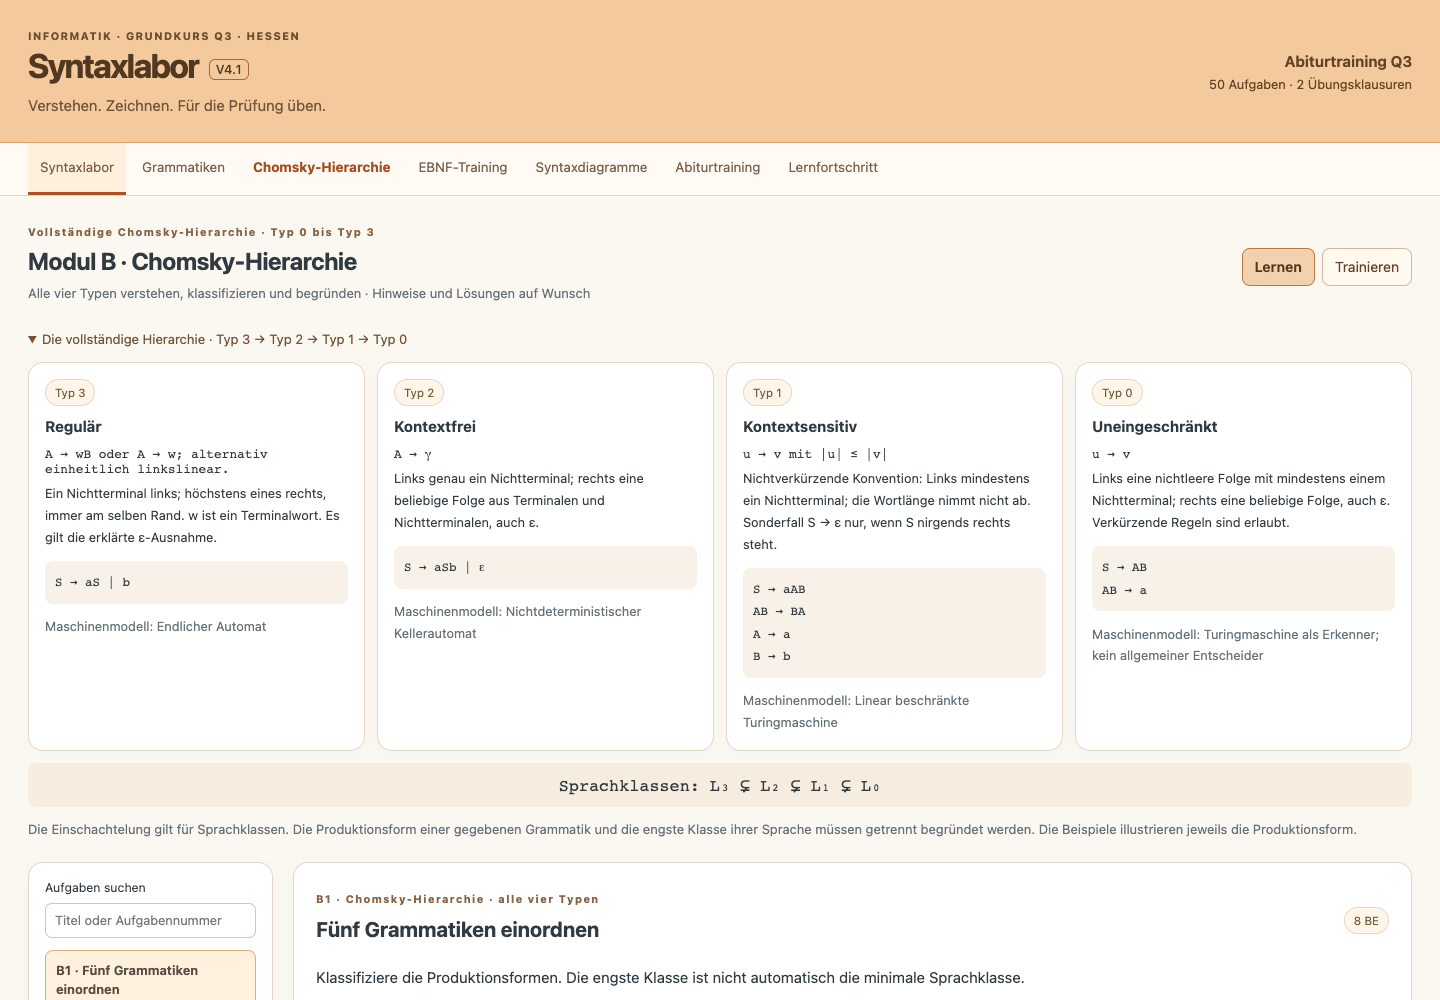 INFORMATIK · GRUNDKURS Q3 · HESSEN
Syntaxlabor V4.1
Verstehen. Zeichnen. Für die Prüfung üben.
Abiturtraining Q3
50 Aufgaben · 2 Übungsklausuren
Syntaxlabor Grammatiken Chomsky-Hierarchie EBNF-Training Syntaxdiagramme Abiturtraining Lernfortschritt
Vollständige Chomsky-Hierarchie · Typ 0 bis Typ 3
Modul B · Chomsky-Hierarchie
Alle vier Typen verstehen, klassifizieren und begründen · Hinweise und Lösungen auf Wunsch
Lernen Trainieren
▼ Die vollständige Hierarchie · Typ 3 → Typ 2 → Typ 1 → Typ 0
Typ 3
Regulär
A → wB oder A → w; alternativ
einheitlich linkslinear.
Ein Nichtterminal links; höchstens eines rechts,
immer am selben Rand. w ist ein Terminalwort. Es
gilt die erklärte ε-Ausnahme.
S → aS | b
Maschinenmodell: Endlicher Automat
Typ 2
Kontextfrei
A → γ
Links genau ein Nichtterminal; rechts eine
beliebige Folge aus Terminalen und
Nichtterminalen, auch ε.
S → aSb | ε
Maschinenmodell: Nichtdeterministischer
Kellerautomat
Typ 1
Kontextsensitiv
u → v mit |u| ≤ |v|
Nichtverkürzende Konvention: Links mindestens
ein Nichtterminal; die Wortlänge nimmt nicht ab.
Sonderfall S → ε nur, wenn S nirgends rechts
steht.
S → aAB
AB → BA
A → a
B → b
Maschinenmodell: Linear beschränkte
Turingmaschine
Typ 0
Uneingeschränkt
u → v
Links eine nichtleere Folge mit mindestens einem
Nichtterminal; rechts eine beliebige Folge, auch ε.
Verkürzende Regeln sind erlaubt.
S → AB
AB → a
Maschinenmodell: Turingmaschine als Erkenner;
kein allgemeiner Entscheider
Sprachklassen: L₃ ⊊ L₂ ⊊ L₁ ⊊ L₀
Die Einschachtelung gilt für Sprachklassen. Die Produktionsform einer gegebenen Grammatik und die engste Klasse ihrer Sprache müssen getrennt begründet werden. Die Beispiele illustrieren jeweils die Produktionsform.
Aufgaben suchen
Titel oder Aufgabennummer
B1 · Fünf Grammatiken
einordnen
B1 · Chomsky-Hierarchie · alle vier Typen
Fünf Grammatiken einordnen
8 BE
Klassifiziere die Produktionsformen. Die engste Klasse ist nicht automatisch die minimale Sprachklasse.